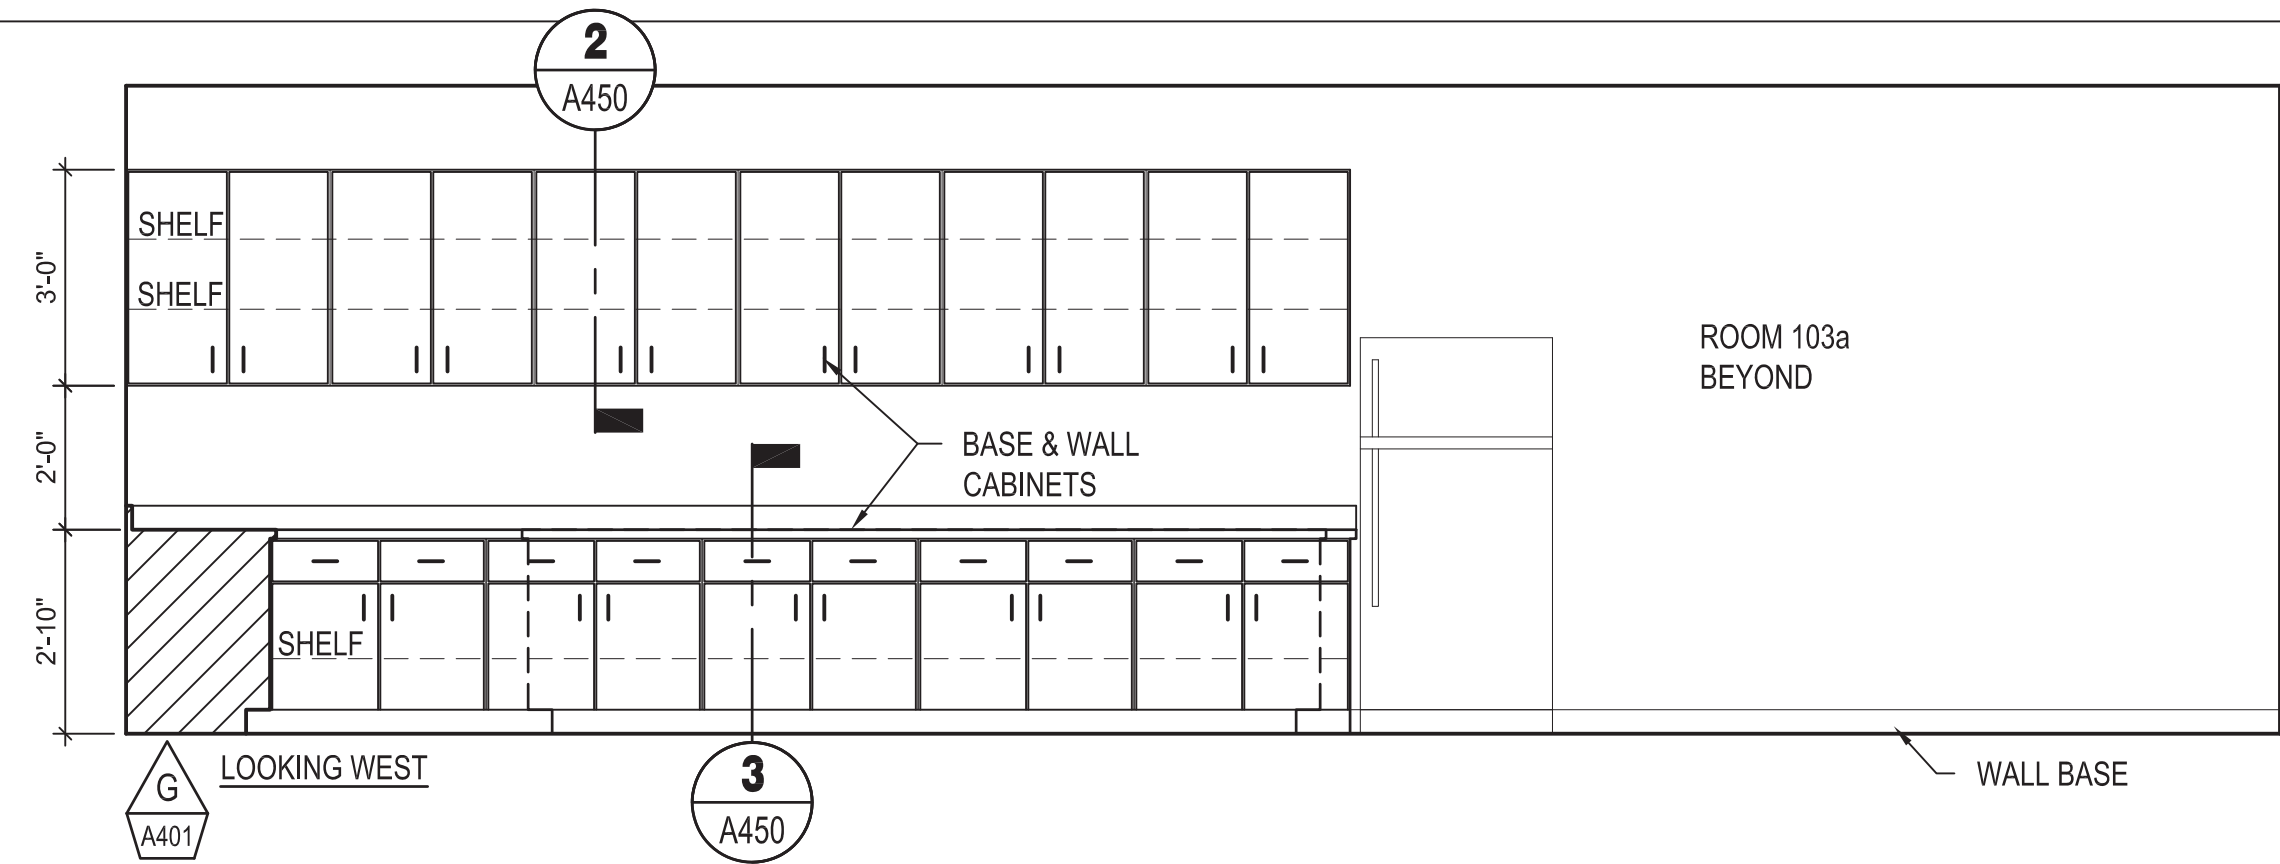 2
A450
SHELF
SHELF
3'-0"
2'-0"
2'-10"
ROOM 103a
BEYOND
BASE & WALL
CABINETS
SHELF
G
A401
LOOKING WEST
3
A450
WALL BASE